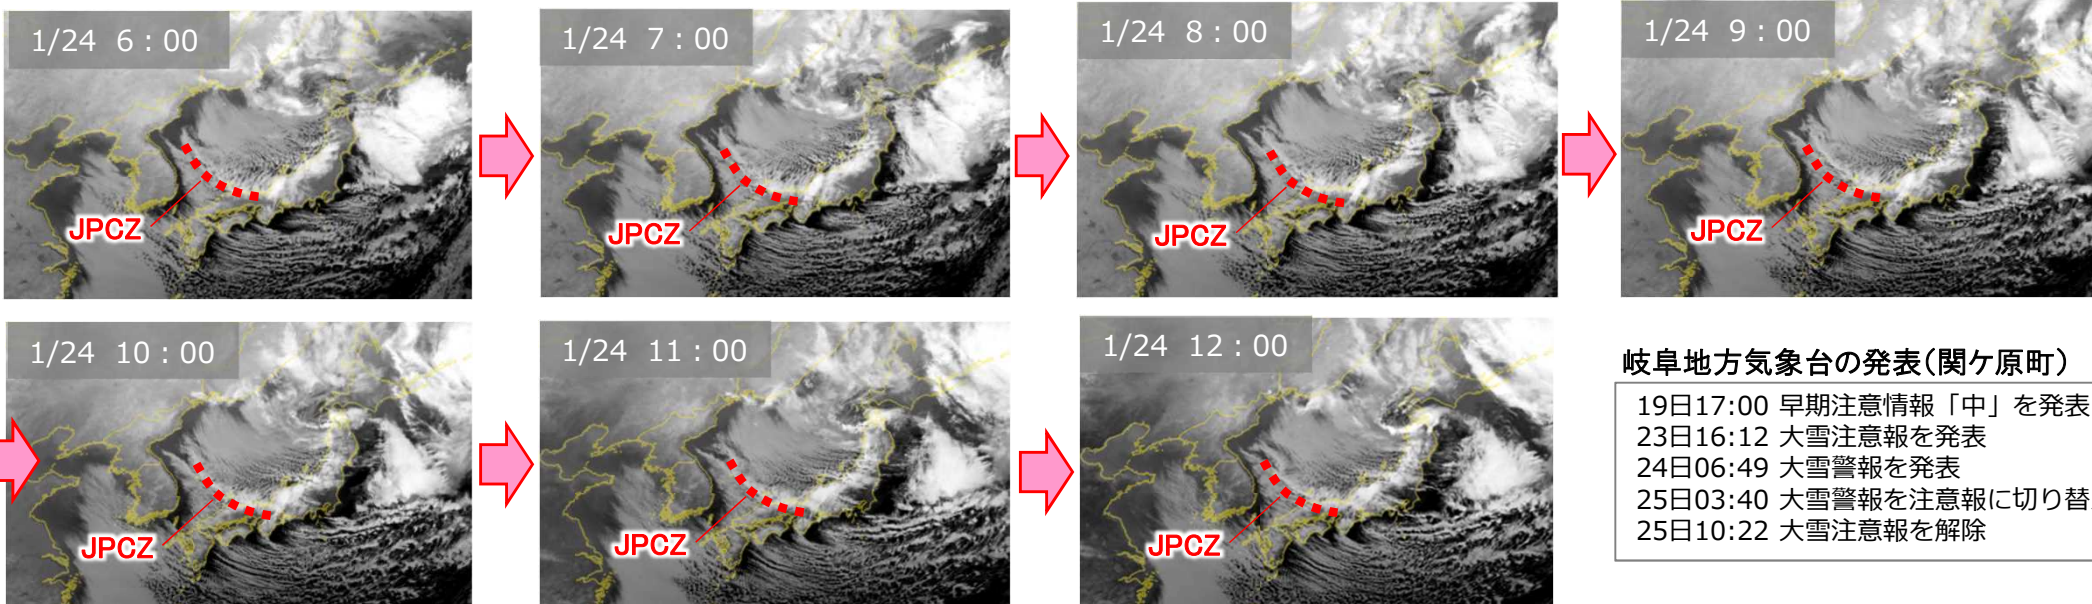 1/24 6：00
1/24 7：00
1/24 8：00
1/24 9：00
JPCZ
JPCZ
JPCZ
JPCZ
1/24 10：00
1/24 11：00
1/24 12：00
JPCZ
JPCZ
JPCZ
岐阜地方気象台の発表（関ケ原町）
19日17:00 早期注意情報「中」を発表
23日16:12 大雪注意報を発表
24日06:49 大雪警報を発表
25日03:40 大雪警報を注意報に切り替
25日10:22 大雪注意報を解除